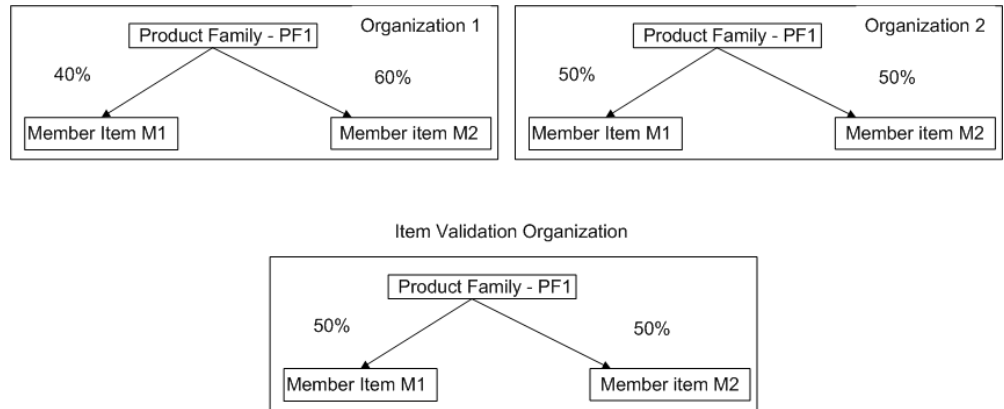 Organization 1
Product Family - PF1
40%
60%
Member Item M1
Member item M2
Organization 2
Product Family - PF1
50%
50%
Member Item M1
Member item M2
Item Validation Organization
Product Family - PF1
50%
50%
Member Item M1
Member item M2